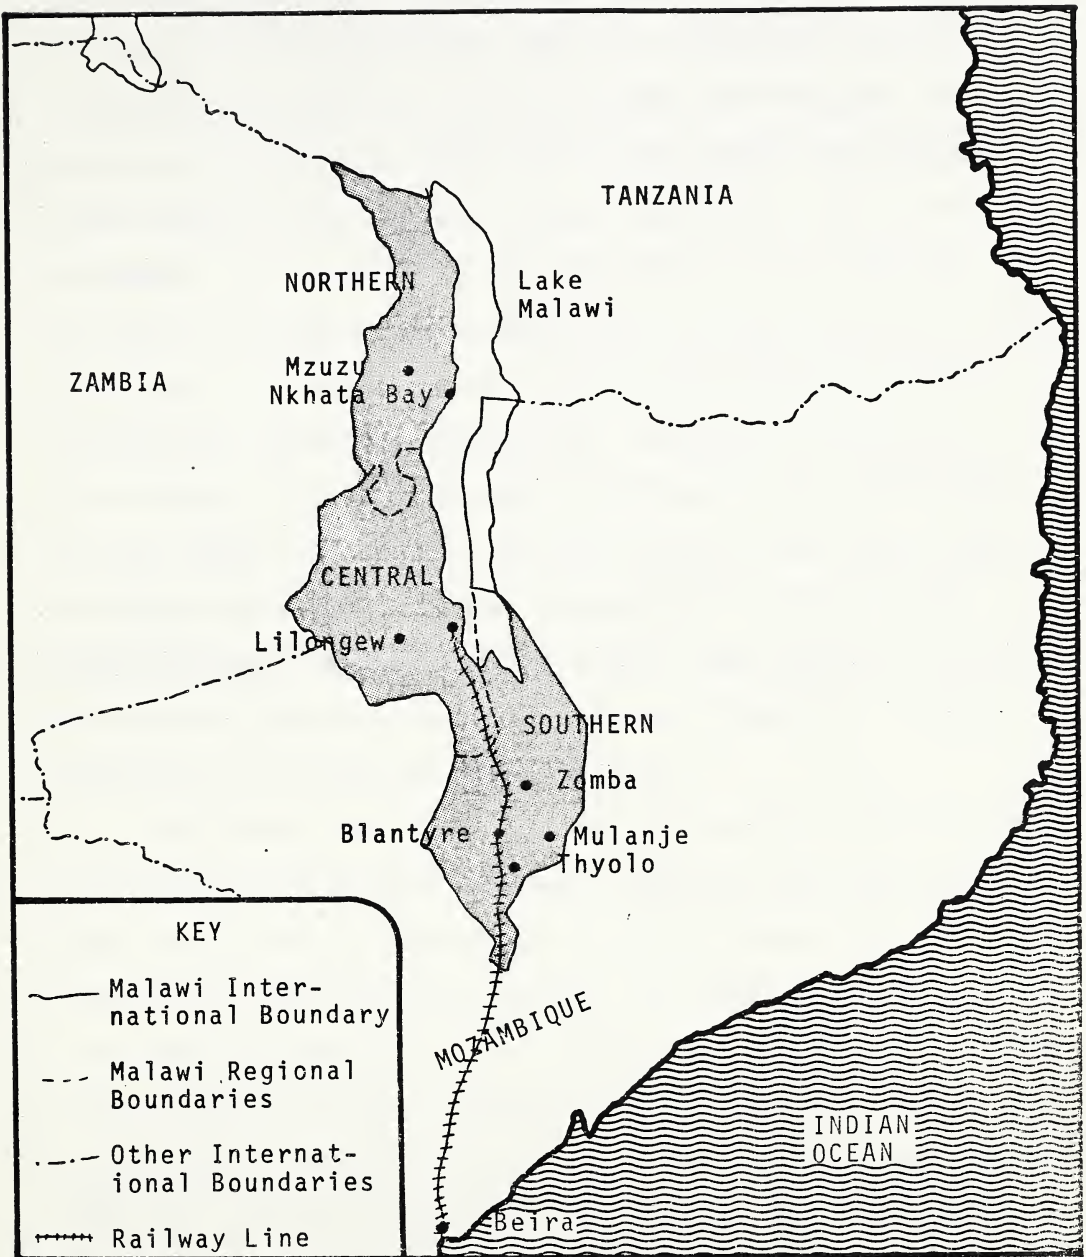 TANZANIA
NORTHERN
Lake
Malawi
Mzuzu
Nkhata Bay
ZAMBIA
CENTRAL
Lilongew
SOUTHERN
Zomba
Blantyre
Mulanje
Thyolo
MOZAMBIQUE
INDIAN
OCEAN
Beira
KEY
Malawi Inter-
national Boundary
Malawi Regional
Boundaries
Other Internat-
ional Boundaries
Railway Line